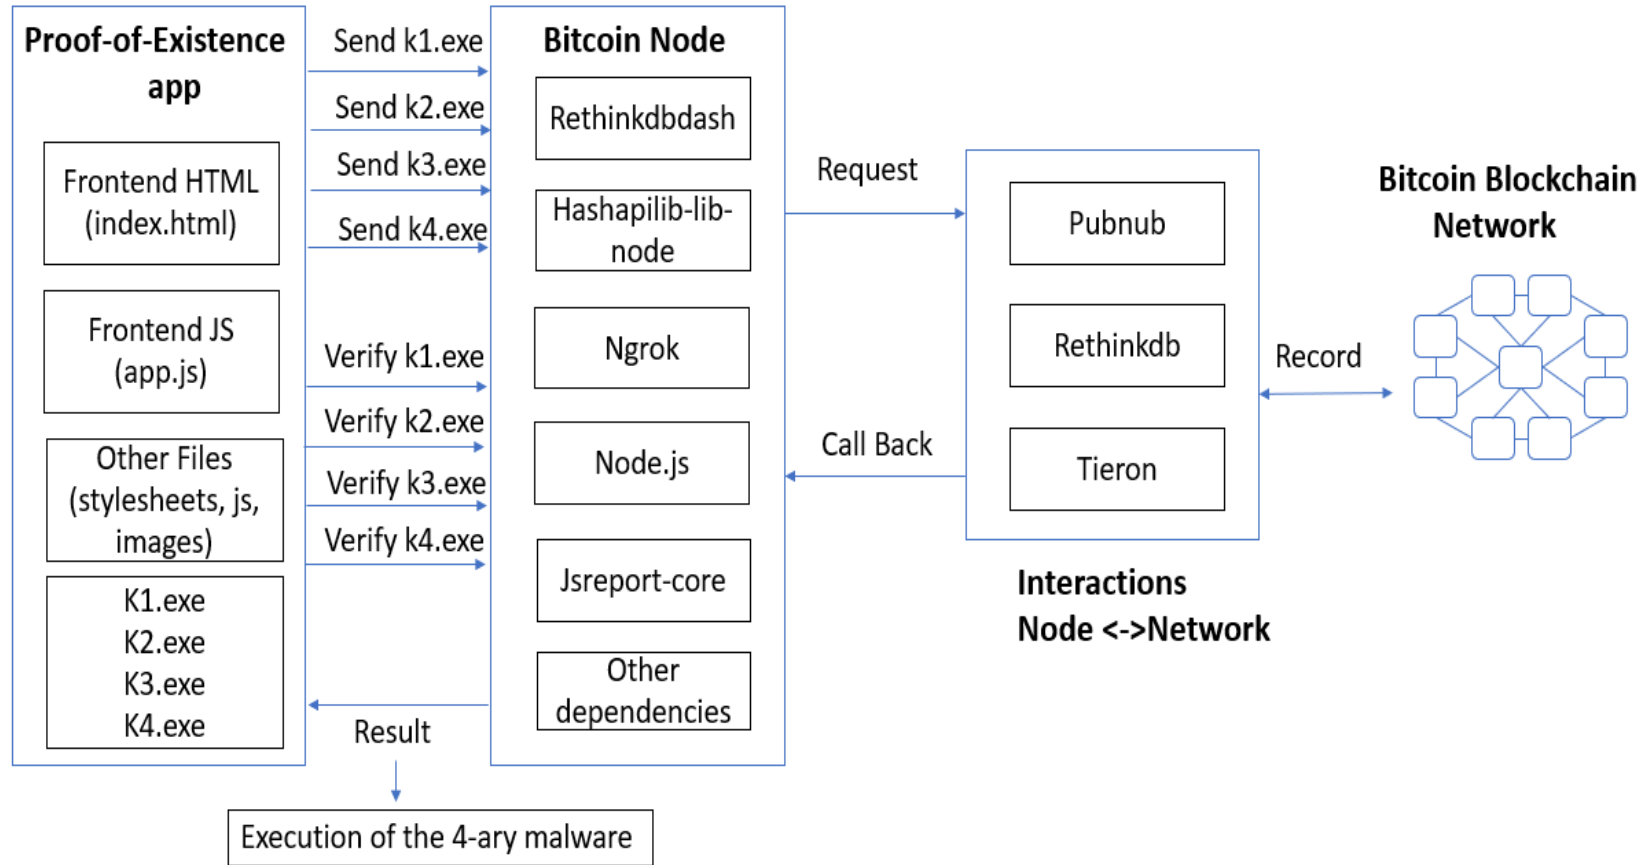 Proof-of-Existence
app
Frontend HTML
(index.html)
Frontend JS
(app.js)
Other Files
(stylesheets, js,
images)
K1.exe
K2.exe
K3.exe
K4.exe
Send k1.exe
Send k2.exe
Send k3.exe
Send k4.exe
Verify k1.exe
Verify k2.exe
Verify k3.exe
Verify k4.exe
Result
Execution of the 4-ary malware
Bitcoin Node
Rethinkdbdash
Hashapilib-lib-
node
Ngrok
Node.js
Jsreport-core
Other
dependencies
Request
Call Back
Pubnub
Rethinkdb
Tieron
Interactions
Node <->Network
Record
Bitcoin Blockchain
Network